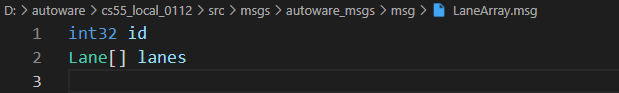 D: > autoware > cs55_local_0112 > src > msgs > autoware_msgs > msg > LaneArray.msg
1 int32 id
2 Lane[] lanes
3